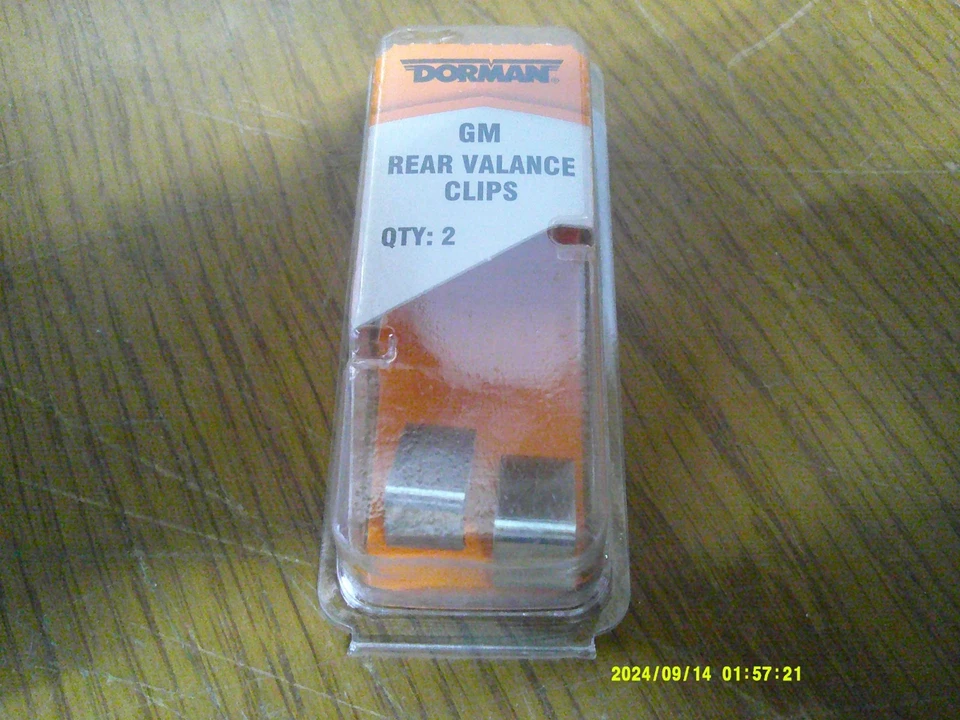 DORMAN
GM
REAR VALANCE
CLIPS
QTY: 2
2024/09/14 01:57:21